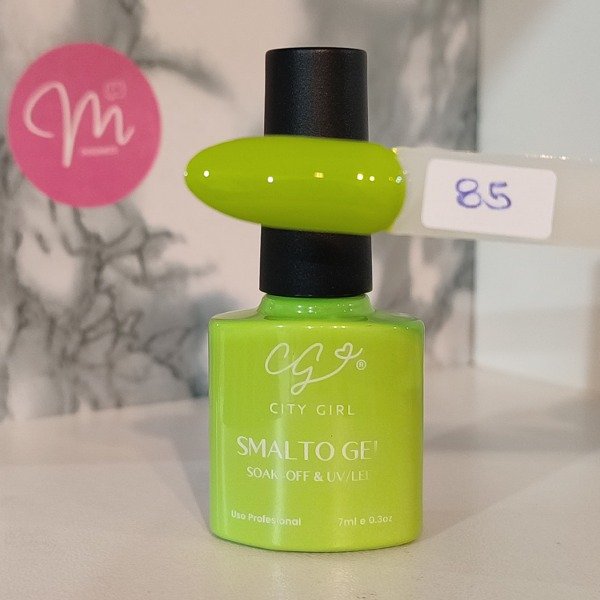 m
85
CG®
CITY GIRL
SMALTO GEL
SOAK-OFF & UV/LED
Uso Profesional 7ml e 0.3oz